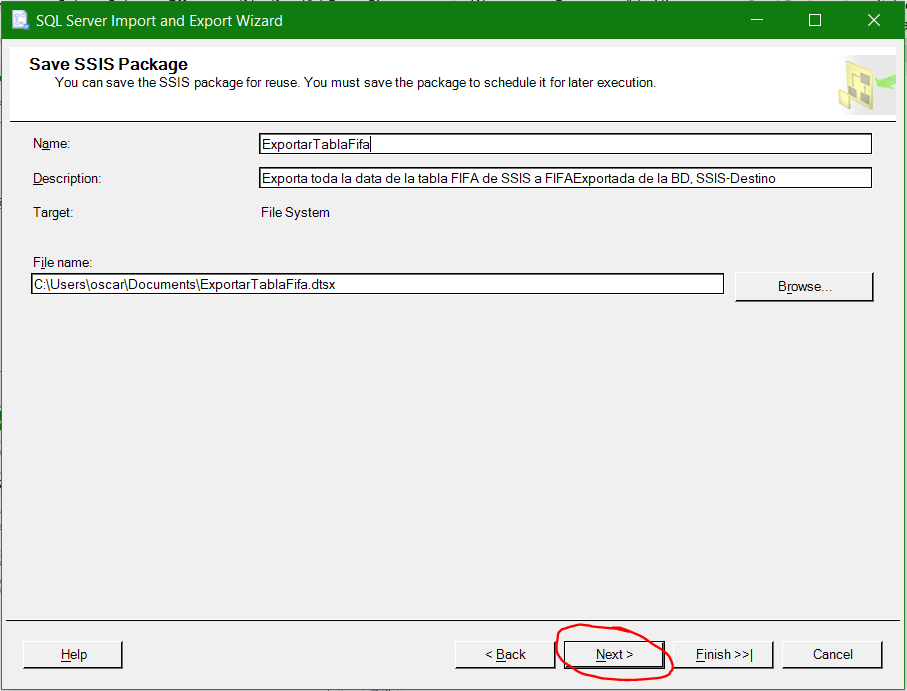 SQL Server Import and Export Wizard
Save SSIS Package
You can save the SSIS package for reuse. You must save the package to schedule it for later execution.
Name:
ExportarTablaFifa
Description:
Exporta toda la data de la tabla FIFA de SSIS a FIFAExportada de la BD, SSIS-Destino
Target:
File System
File name:
C:\Users\oscar\Documents\ExportarTablaFifa.dtsx
Browse...
Help
< Back
Next >
Finish >>|
Cancel